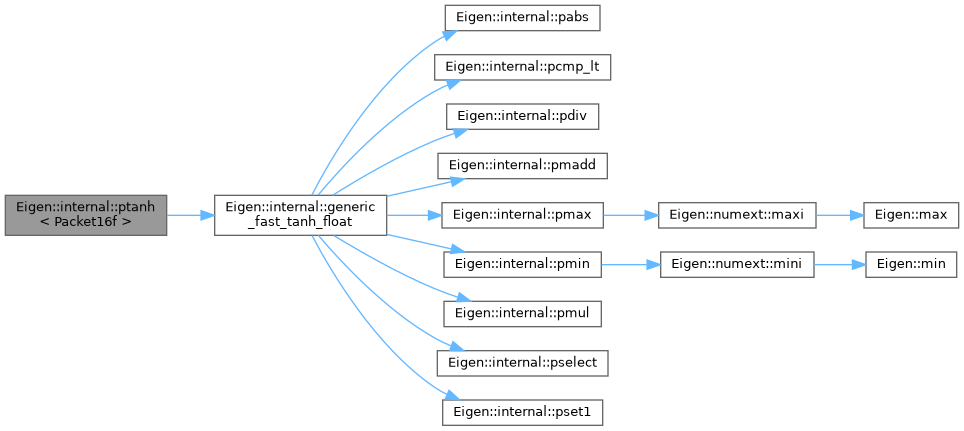 Eigen::internal::ptanh
< Packet16f >
Eigen::internal::generic
_fast_tanh_float
Eigen::internal::pabs
Eigen::internal::pcmp_lt
Eigen::internal::pdiv
Eigen::internal::pmadd
Eigen::internal::pmax
Eigen::numext::maxi
Eigen::max
Eigen::internal::pmin
Eigen::numext::mini
Eigen::min
Eigen::internal::pmul
Eigen::internal::pselect
Eigen::internal::pset1